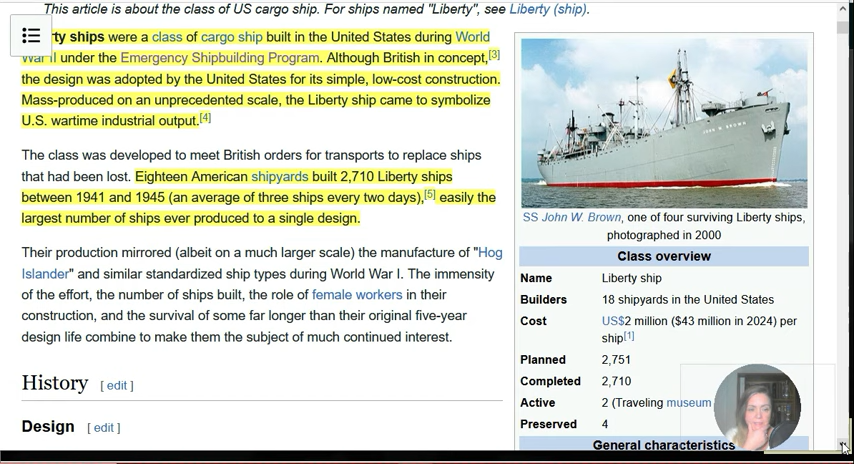 This article is about the class of US cargo ship. For ships named "Liberty", see Liberty (ship).
rty ships were a class of cargo ship built in the United States during World
War II under the Emergency Shipbuilding Program. Although British in concept,[3]
the design was adopted by the United States for its simple, low-cost construction.
Mass-produced on an unprecedented scale, the Liberty ship came to symbolize
U.S. wartime industrial output.[4]
The class was developed to meet British orders for transports to replace ships
that had been lost. Eighteen American shipyards built 2,710 Liberty ships
between 1941 and 1945 (an average of three ships every two days),[5] easily the
largest number of ships ever produced to a single design.
Their production mirrored (albeit on a much larger scale) the manufacture of "Hog
Islander" and similar standardized ship types during World War I. The immensity
of the effort, the number of ships built, the role of female workers in their
construction, and the survival of some far longer than their original five-year
design life combine to make them the subject of much continued interest.
History [ edit ]
Design [ edit ]
JOHN W. BROWN
SS John W. Brown, one of four surviving Liberty ships,
photographed in 2000
Class overview
Name Liberty ship
Builders 18 shipyards in the United States
Cost US$2 million ($43 million in 2024) per
ship[1]
Planned 2,751
Completed 2,710
Active 2 (Traveling museum
Preserved 4
General characteristics